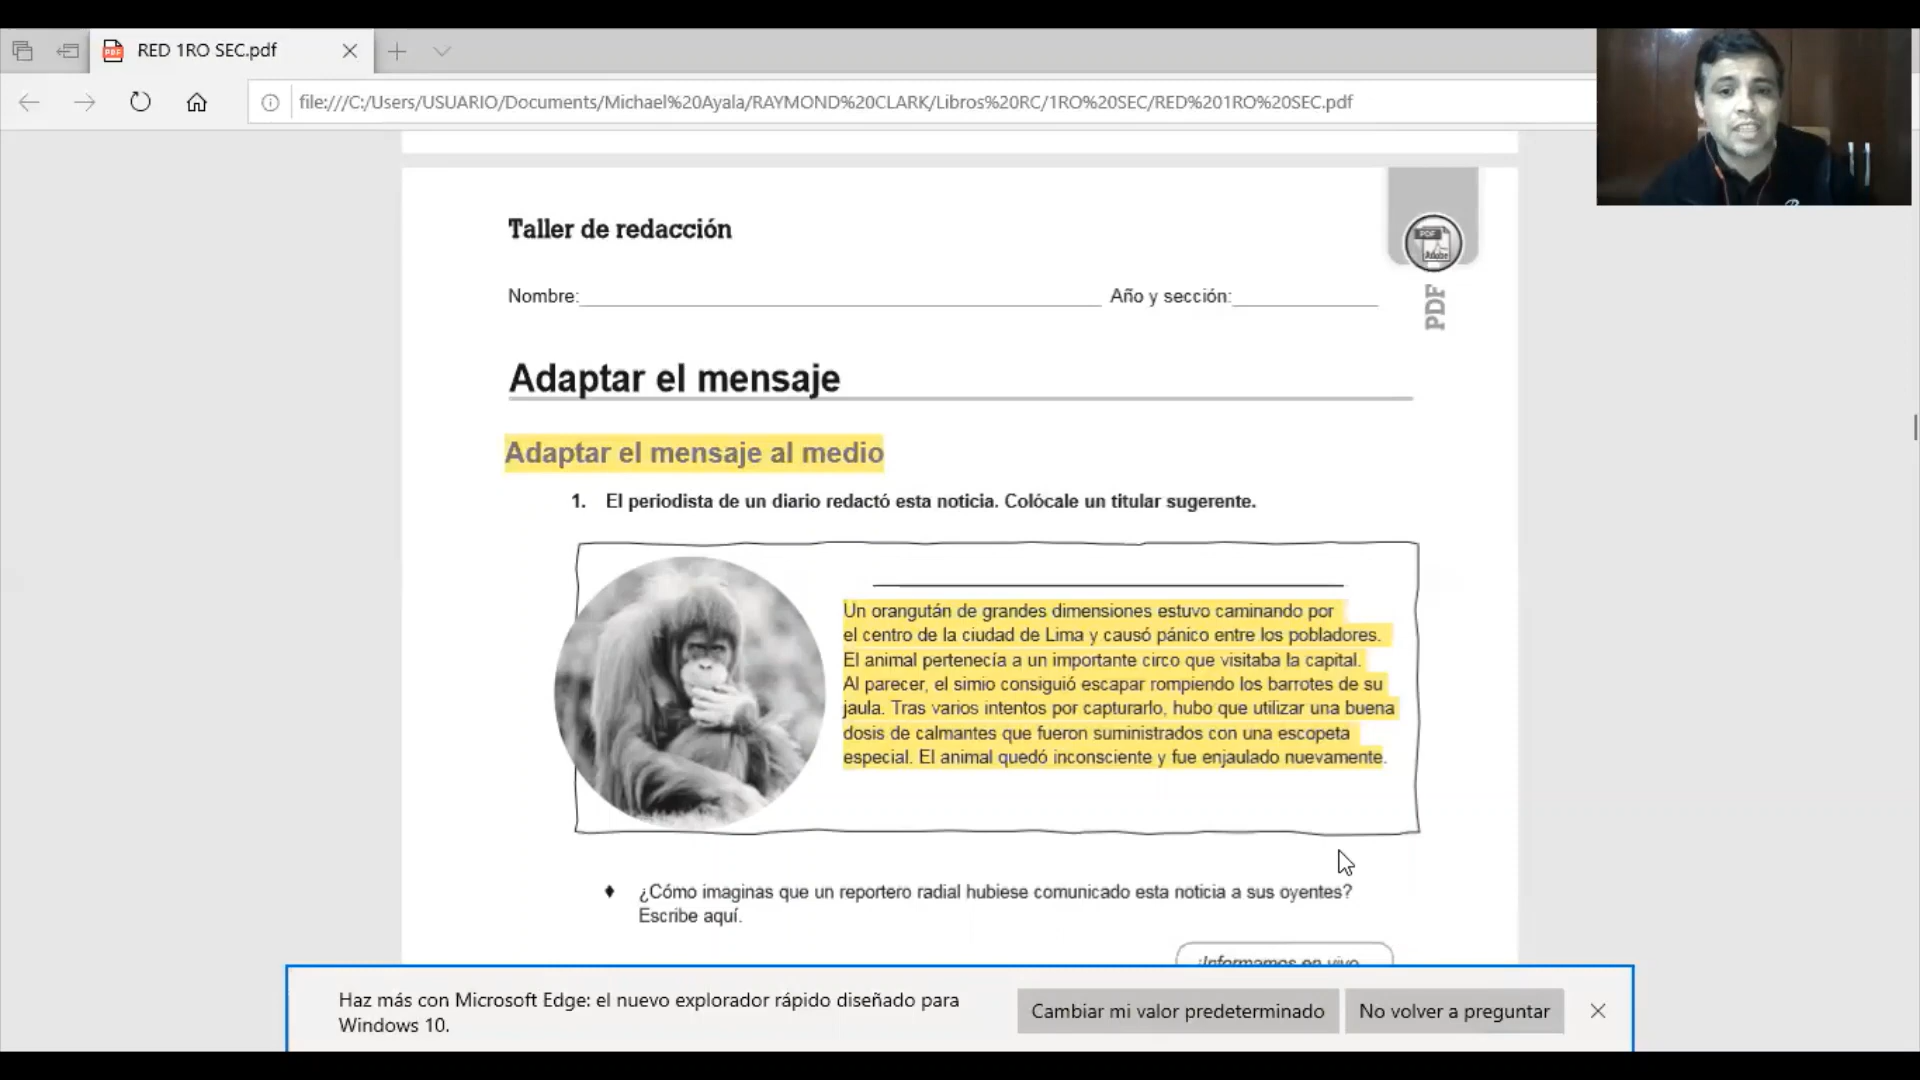 RED 1RO SEC.pdf
file:///C:/Users/USUARIO/Documents/Michael%20Ayala/RAYMOND%20CLARK/Libros%20RC/1RO%20SEC/RED%201RO%20SEC.pdf
Taller de redacción
PDF
Adobe
Nombre: Año y sección:
PDF
Adaptar el mensaje
Adaptar el mensaje al medio
1. El periodista de un diario redactó esta noticia. Colócale un titular sugerente.
Un orangután de grandes dimensiones estuvo caminando por
el centro de la ciudad de Lima y causó pánico entre los pobladores.
El animal pertenecía a un importante circo que visitaba la capital.
Al parecer, el simio consiguió escapar rompiendo los barrotes de su
jaula. Tras varios intentos por capturarlo, hubo que utilizar una buena
dosis de calmantes que fueron suministrados con una escopeta
especial. El animal quedó inconsciente y fue enjaulado nuevamente.
♦ ¿Cómo imaginas que un reportero radial hubiese comunicado esta noticia a sus oyentes?
Escribe aquí.
¡Informamos en vivo
Haz más con Microsoft Edge: el nuevo explorador rápido diseñado para
Windows 10.
Cambiar mi valor predeterminado
No volver a preguntar